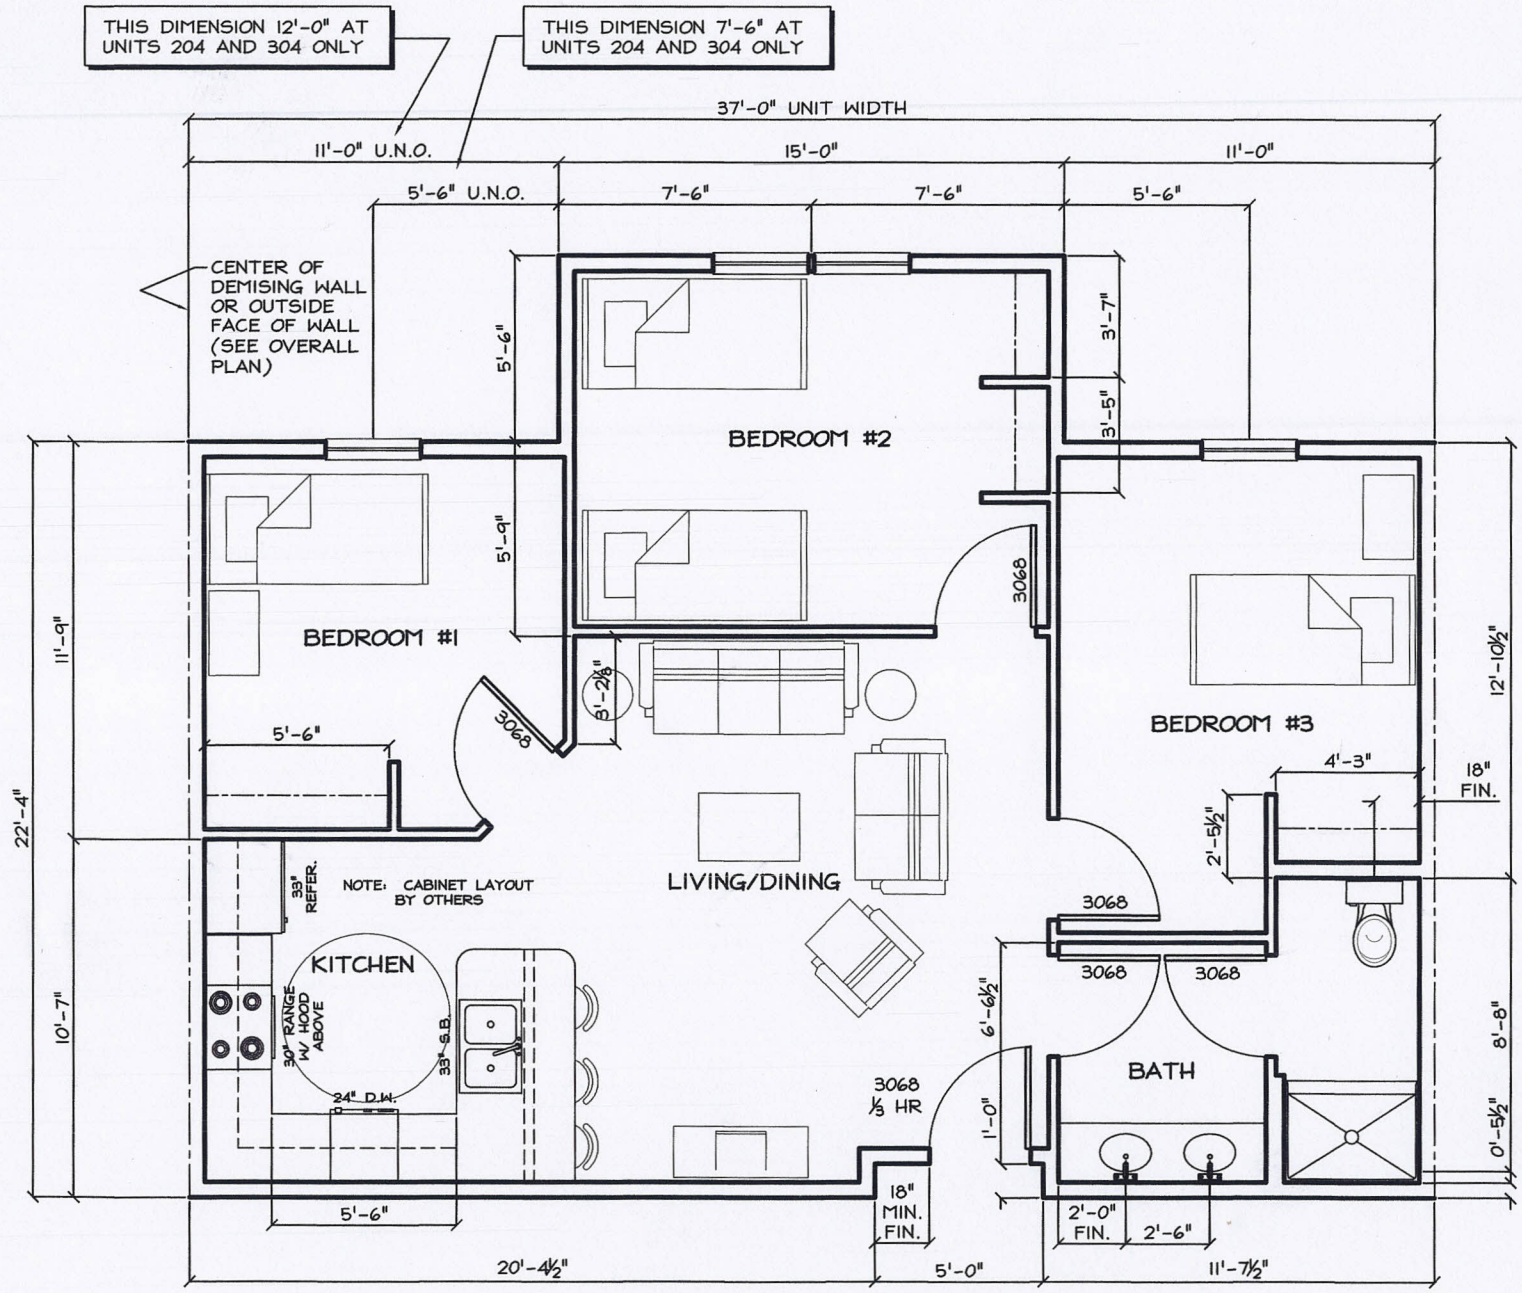 THIS DIMENSION 12'-0" AT
UNITS 204 AND 304 ONLY
THIS DIMENSION 7'-6" AT
UNITS 204 AND 304 ONLY
37'-0" UNIT WIDTH
11'-0" U.N.O.
15'-0"
11'-0"
5'-6" U.N.O.
7'-6"
7'-6"
5'-6"
CENTER OF
DEMISING WALL
OR OUTSIDE
FACE OF WALL
(SEE OVERALL
PLAN)
5'-6"
3'-7"
3'-5"
BEDROOM #2
5'-9"
3068
BEDROOM #1
11'-9"
3'-2⅛"
12'-10½"
3068
BEDROOM #3
5'-6"
4'-3"
18"
FIN.
22'-4"
2'-5½"
33"
REFER.
NOTE: CABINET LAYOUT
BY OTHERS
LIVING/DINING
3068
KITCHEN
3068
3068
10'-7"
30" RANGE
W/ HOOD
ABOVE
33" S.B.
6'-6½"
8'-8"
24" D.W.
3068
⅓ HR
BATH
1'-0"
0'-5½"
5'-6"
18"
MIN.
FIN.
2'-0"
FIN.
2'-6"
20'-4½"
5'-0"
11'-7½"